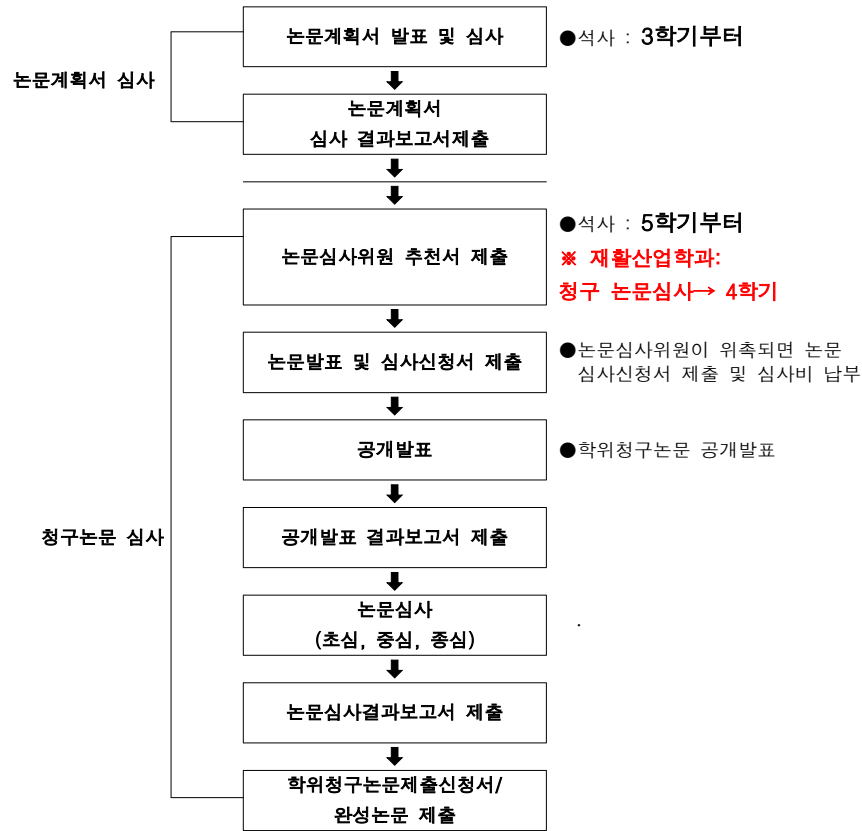 논문계획서 발표 및 심사
●석사 : 3학기부터
논문계획서 심사
논문계획서
심사 결과보고서제출
논문심사위원 추천서 제출
●석사 : 5학기부터
※ 재활산업학과:
청구 논문심사→ 4학기
논문발표 및 심사신청서 제출
●논문심사위원이 위촉되면 논문
심사신청서 제출 및 심사비 납부
공개발표
●학위청구논문 공개발표
청구논문 심사
공개발표 결과보고서 제출
논문심사
(초심, 중심, 종심)
.
논문심사결과보고서 제출
학위청구논문제출신청서/
완성논문 제출